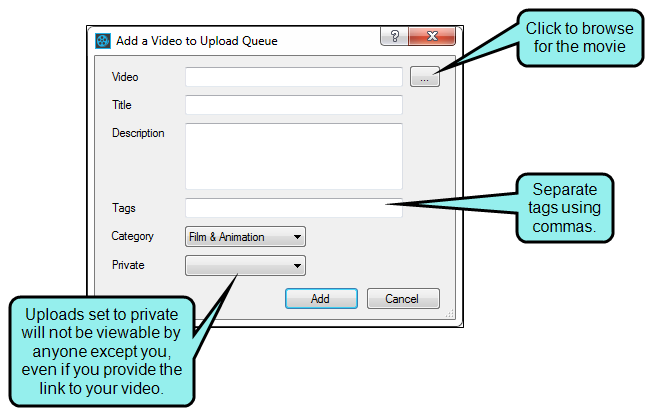 Add a Video to Upload Queue
?
Click to browse
for the movie
Video
...
Title
Description
Tags
Separate
tags using
commas.
Category
Film & Animation
Private
Add
Cancel
Uploads set to private
will not be viewable by
anyone except you,
even if you provide the
link to your video.